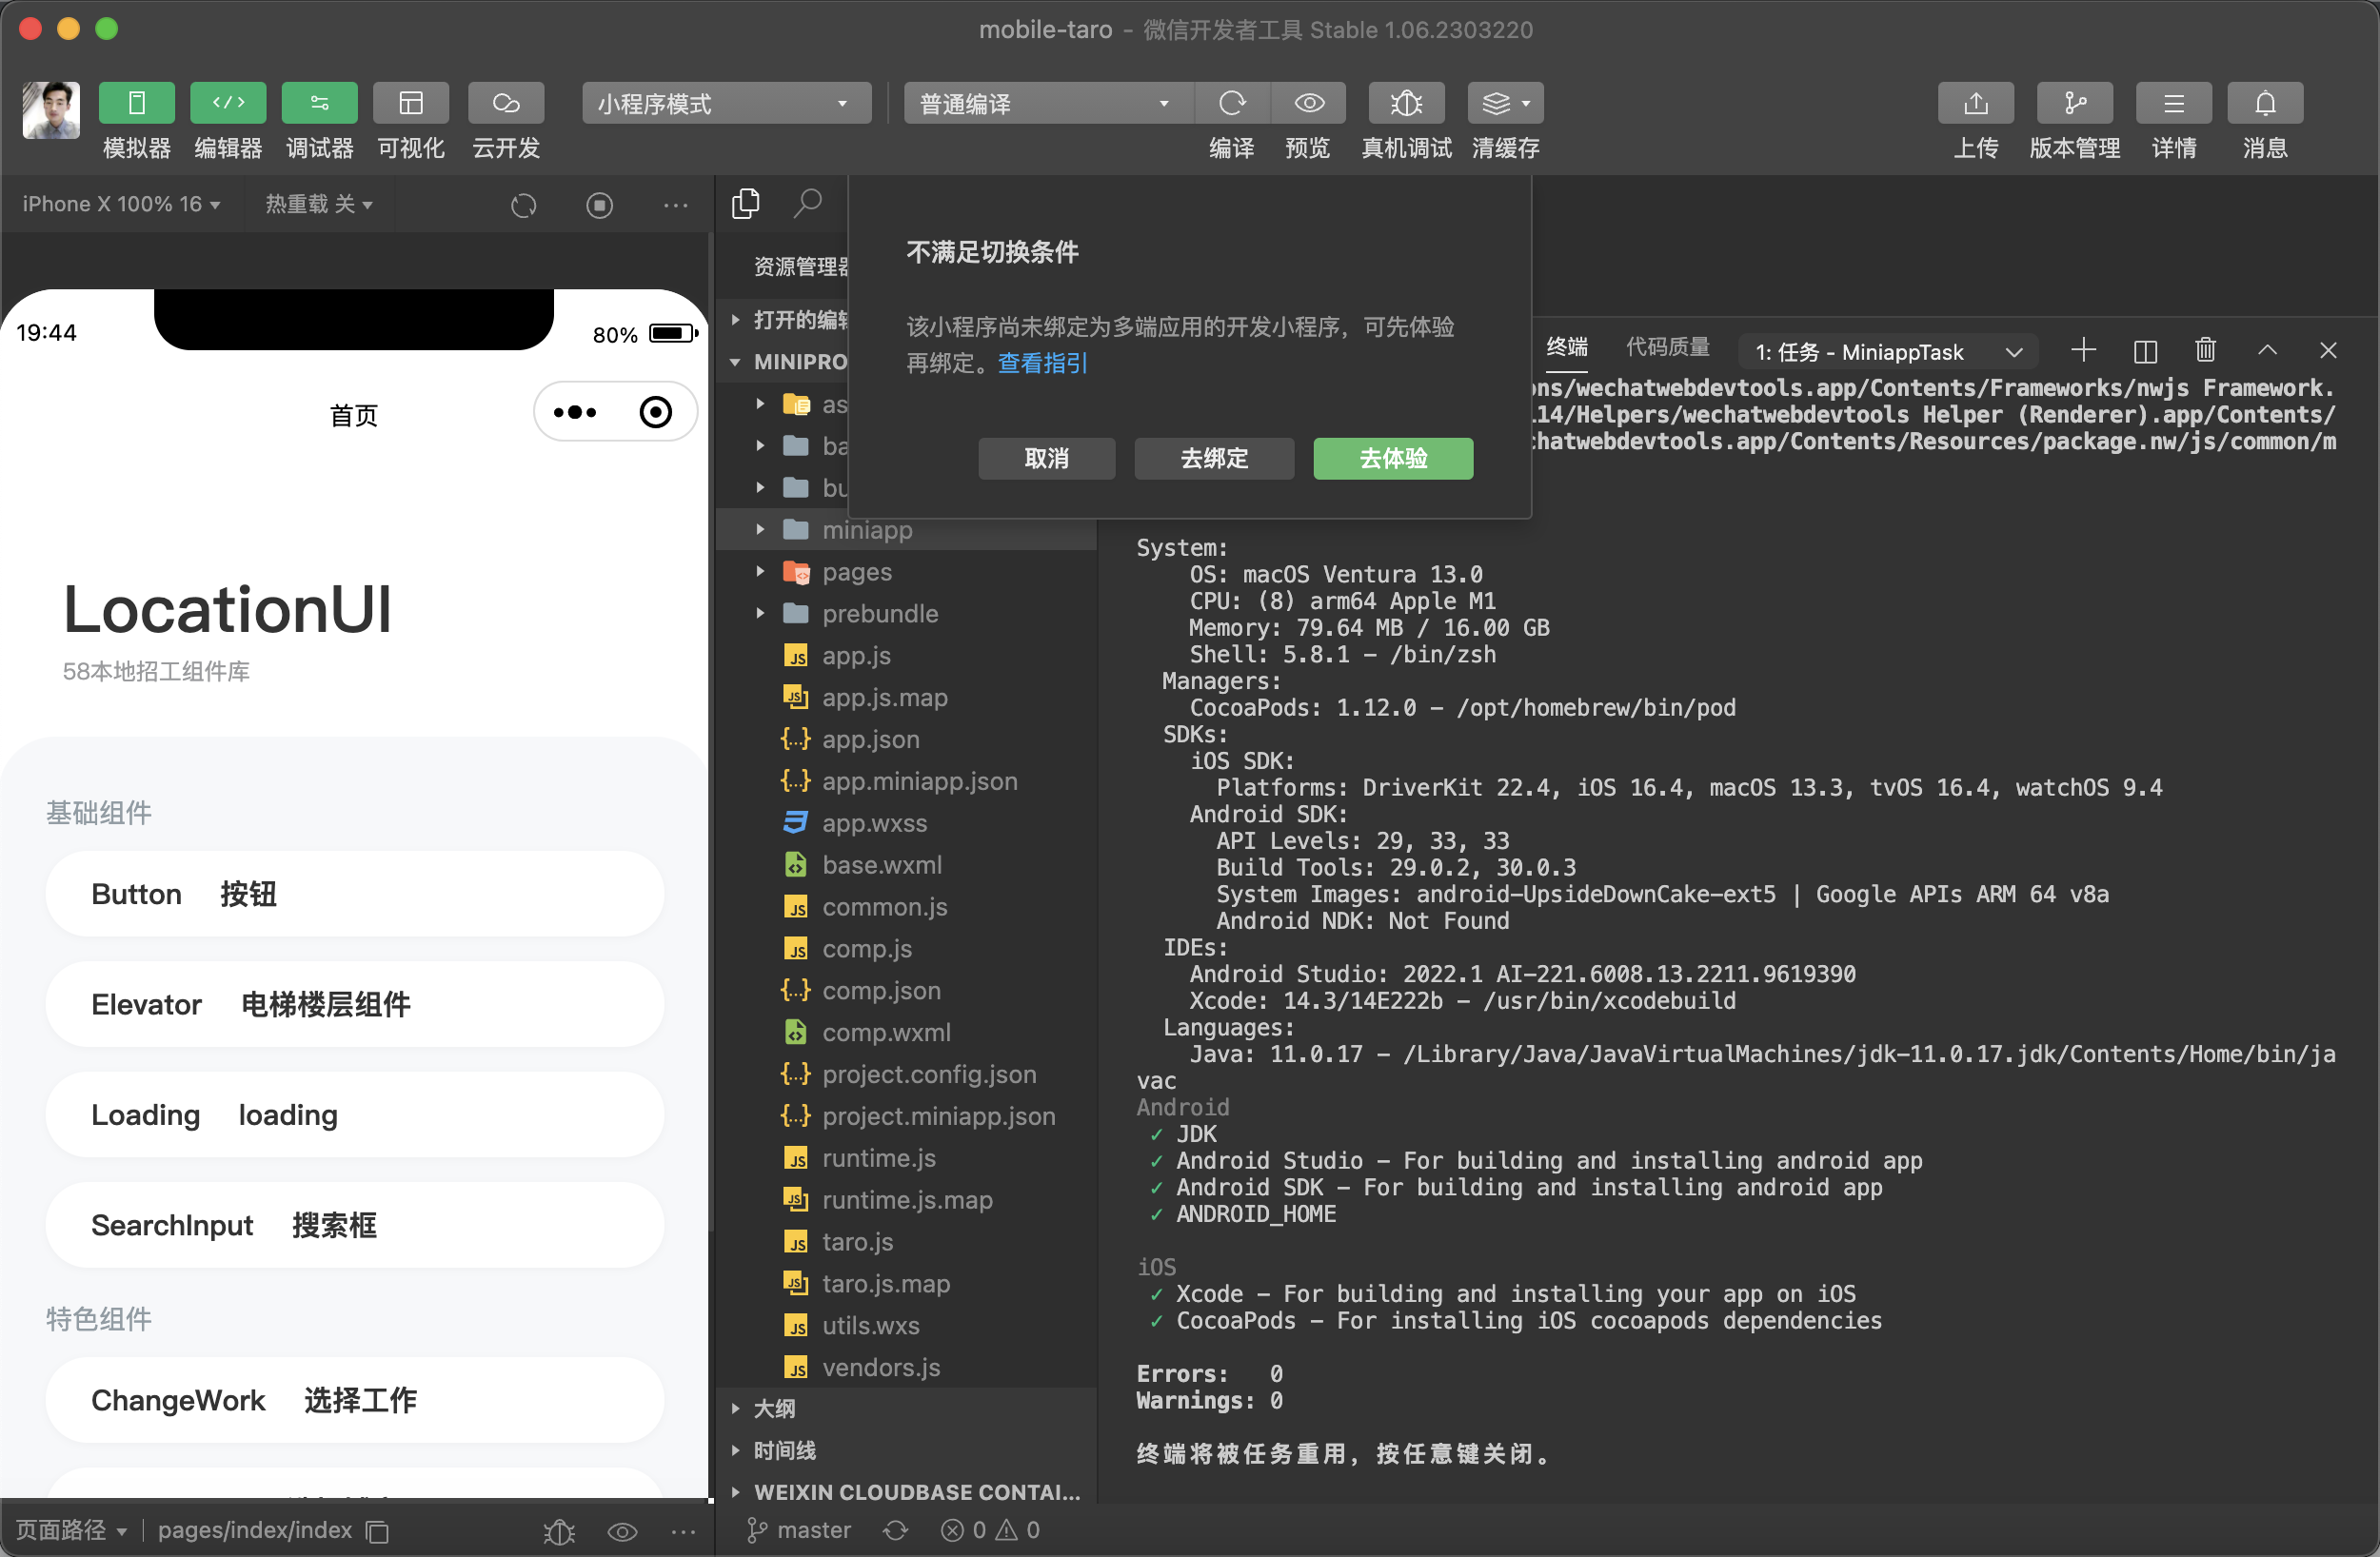 mobile-taro – 微信开发者工具 Stable 1.06.2303220
小程序模式
普通编译
模拟器
编辑器
调试器
可视化
云开发
编译
预览
真机调试
清缓存
上传
版本管理
详情
消息
iPhone X 100% 16
热重载 关
19:44
80%
首页
LocationUI
58本地招工组件库
基础组件
Button 按钮
Elevator 电梯楼层组件
Loading loading
SearchInput 搜索框
特色组件
ChangeWork 选择工作
页面路径
pages/index/index
资源管理器
打开的编辑
MINIPRO
as
ba
bu
miniapp
pages
prebundle
app.js
app.js.map
app.json
app.miniapp.json
app.wxss
base.wxml
common.js
comp.js
comp.json
comp.wxml
project.config.json
project.miniapp.json
runtime.js
runtime.js.map
taro.js
taro.js.map
utils.wxs
vendors.js
大纲
时间线
WEIXIN CLOUDBASE CONTAI...
master
0
0
不满足切换条件
该小程序尚未绑定为多端应用的开发小程序，可先体验
再绑定。查看指引
取消
去绑定
去体验
终端
代码质量
1: 任务 - MiniappTask
ons/wechatwebdevtools.app/Contents/Frameworks/nwjs Framework.
14/Helpers/wechatwebdevtools Helper (Renderer).app/Contents/
chatwebdevtools.app/Contents/Resources/package.nw/js/common/m
System:
OS: macOS Ventura 13.0
CPU: (8) arm64 Apple M1
Memory: 79.64 MB / 16.00 GB
Shell: 5.8.1 - /bin/zsh
Managers:
CocoaPods: 1.12.0 - /opt/homebrew/bin/pod
SDKs:
iOS SDK:
Platforms: DriverKit 22.4, iOS 16.4, macOS 13.3, tvOS 16.4, watchOS 9.4
Android SDK:
API Levels: 29, 33, 33
Build Tools: 29.0.2, 30.0.3
System Images: android-UpsideDownCake-ext5 | Google APIs ARM 64 v8a
Android NDK: Not Found
IDEs:
Android Studio: 2022.1 AI-221.6008.13.2211.9619390
Xcode: 14.3/14E222b - /usr/bin/xcodebuild
Languages:
Java: 11.0.17 - /Library/Java/JavaVirtualMachines/jdk-11.0.17.jdk/Contents/Home/bin/ja
vac
Android
✓ JDK
✓ Android Studio - For building and installing android app
✓ Android SDK - For building and installing android app
✓ ANDROID_HOME
iOS
✓ Xcode - For building and installing your app on iOS
✓ CocoaPods - For installing iOS cocoapods dependencies
Errors: 0
Warnings: 0
终端将被任务重用，按任意键关闭。